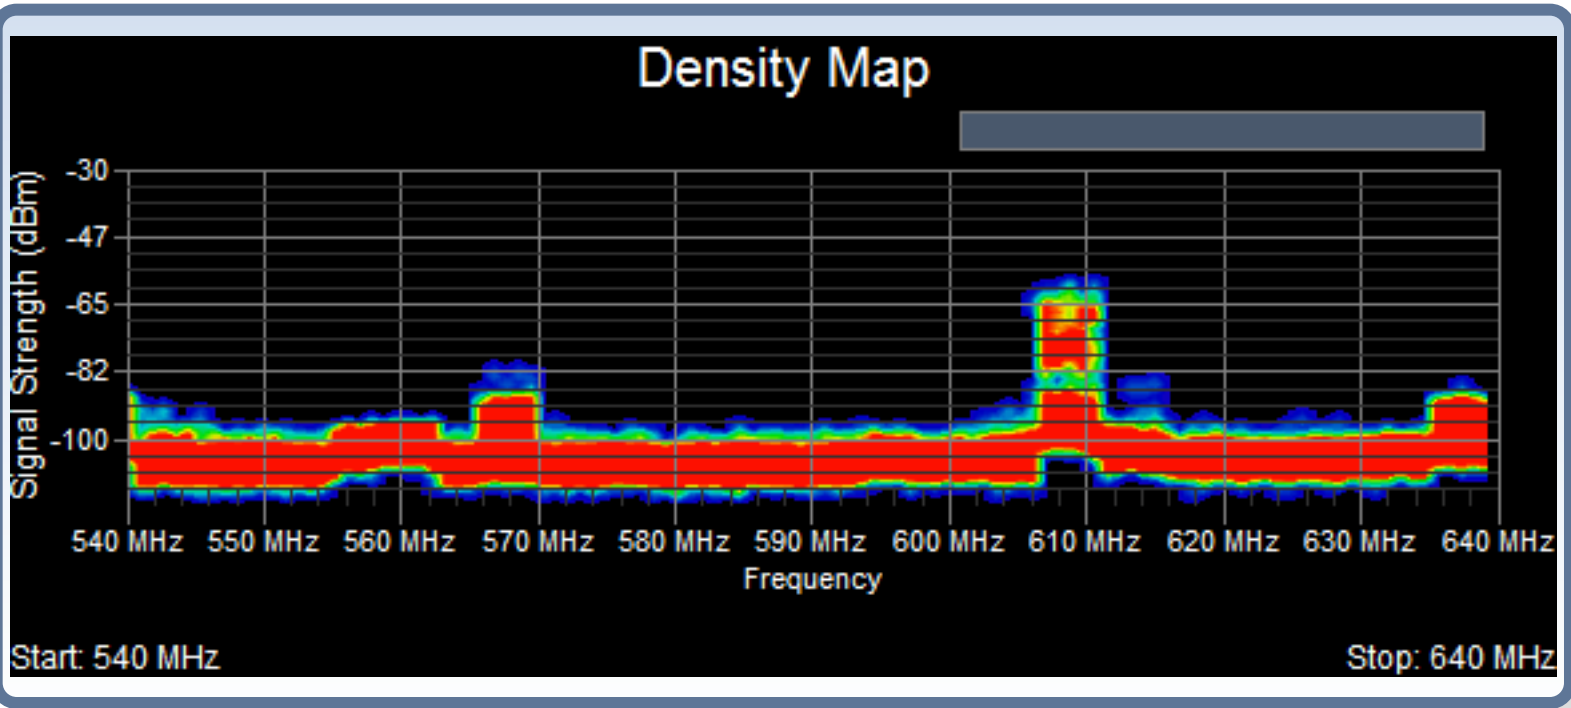 Density Map
Signal Strength (dBm)
-30
-47
-65
-82
-100
540 MHz 550 MHz 560 MHz 570 MHz 580 MHz 590 MHz 600 MHz 610 MHz 620 MHz 630 MHz 640 MHz
Frequency
Start: 540 MHz Stop: 640 MHz